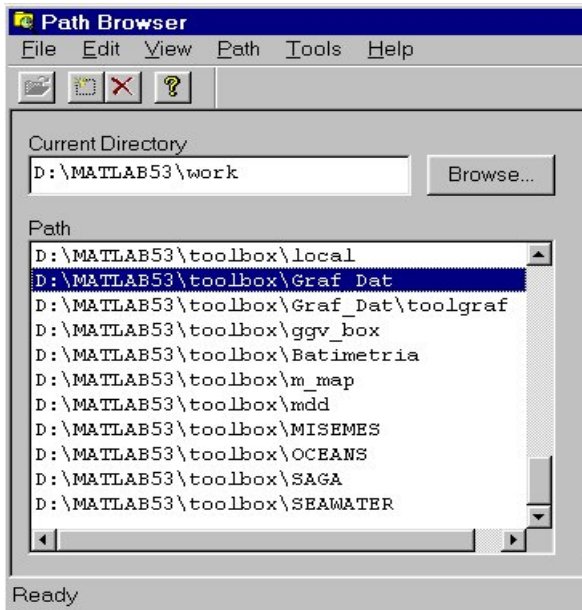 Path Browser
File Edit View Path Tools Help
Current Directory
D:\MATLAB53\work
Browse...
Path
D:\MATLAB53\toolbox\local
D:\MATLAB53\toolbox\Graf_Dat
D:\MATLAB53\toolbox\Graf_Dat\toolgraf
D:\MATLAB53\toolbox\ggv_box
D:\MATLAB53\toolbox\Batimetria
D:\MATLAB53\toolbox\m_map
D:\MATLAB53\toolbox\mdd
D:\MATLAB53\toolbox\MISEMES
D:\MATLAB53\toolbox\OCEANS
D:\MATLAB53\toolbox\SAGA
D:\MATLAB53\toolbox\SEAWATER
Ready